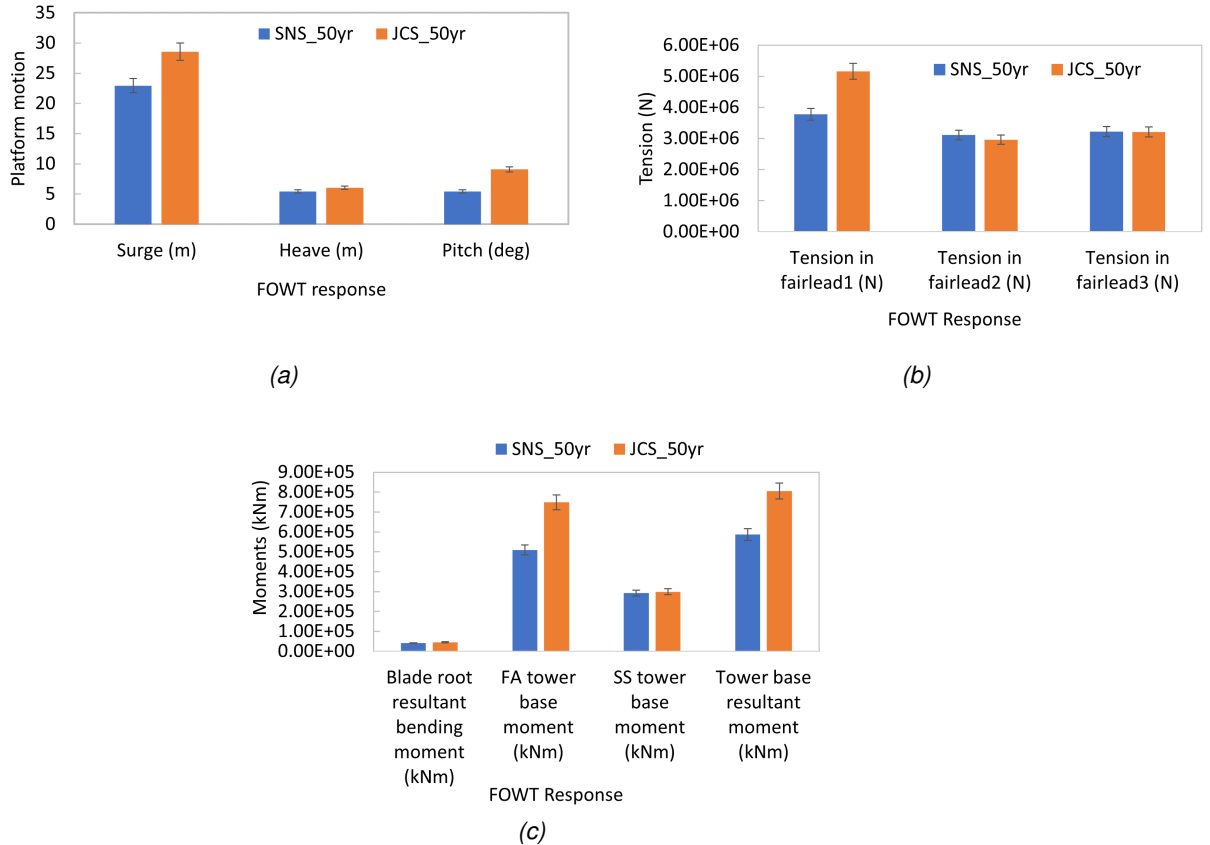 SNS_50yr JCS_50yr
35
30
25
20
15
10
5
0
Platform motion
Surge (m) Heave (m) Pitch (deg)
FOWT response
(a)
6.00E+06
5.00E+06
4.00E+06
3.00E+06
2.00E+06
1.00E+06
0.00E+00
Tension (N)
SNS_50yr JCS_50yr
Tension in
fairlead1 (N)
Tension in
fairlead2 (N)
Tension in
fairlead3 (N)
FOWT Response
(b)
SNS_50yr JCS_50yr
9.00E+05
8.00E+05
7.00E+05
6.00E+05
5.00E+05
4.00E+05
3.00E+05
2.00E+05
1.00E+05
0.00E+00
Moments (kNm)
Blade root
resultant
bending
moment
(kNm)
FA tower
base
moment
(kNm)
SS tower
base
moment
(kNm)
Tower base
resultant
moment
(kNm)
FOWT Response
(c)